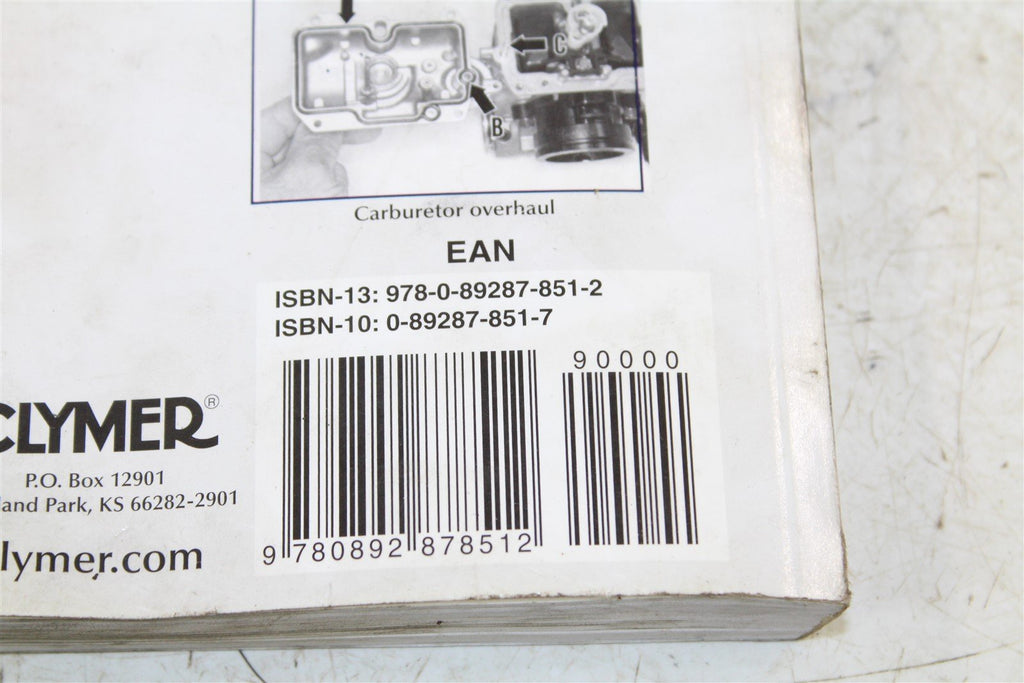 C
B
Carburetor overhaul
EAN
ISBN-13: 978-0-89287-851-2
ISBN-10: 0-89287-851-7
90000
CLYMER®
P.O. Box 12901
land Park, KS 66282-2901
lymer.com
9 780892 878512